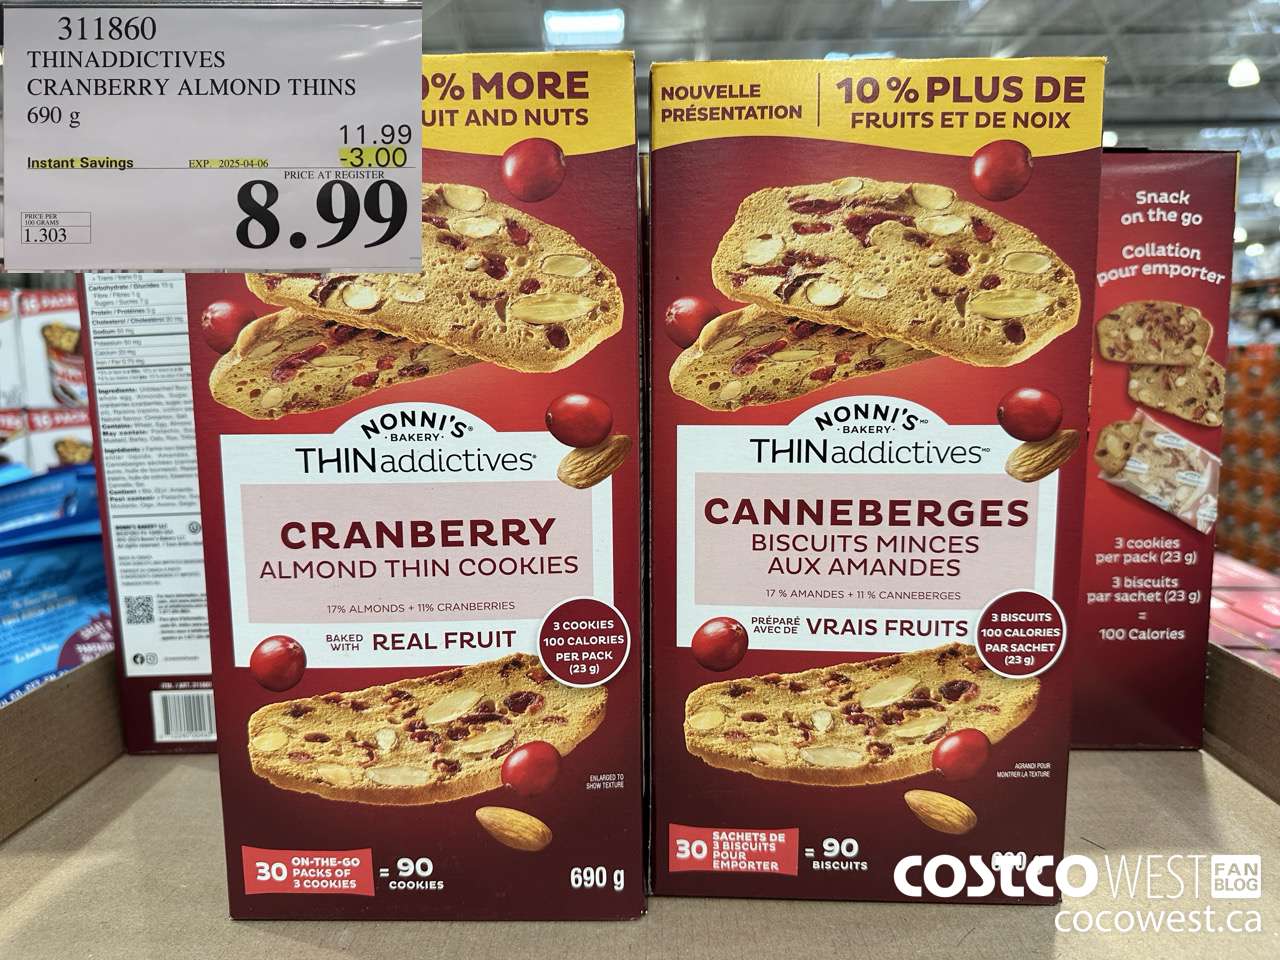 311860
THINADDICTIVES
CRANBERRY ALMOND THINS
690 g
11.99
Instant Savings EXP. 2025-04-06 -3.00
PRICE AT REGISTER
8.99
PRICE PER
100 GRAMS
1.303
0% MORE
UIT AND NUTS
NONNI'S®
·BAKERY·
THINaddictives®
CRANBERRY
ALMOND THIN COOKIES
17% ALMONDS + 11% CRANBERRIES
BAKED
WITH
REAL FRUIT
3 COOKIES
100 CALORIES
PER PACK
(23 g)
ENLARGED TO
SHOW TEXTURE
30 ON-THE-GO
PACKS OF
3 COOKIES
= 90
COOKIES
690 g
NOUVELLE
PRÉSENTATION
10 % PLUS DE
FRUITS ET DE NOIX
NONNI'S MD
·BAKERY·
THINaddictives MD
CANNEBERGES
BISCUITS MINCES
AUX AMANDES
17 % AMANDES + 11 % CANNEBERGES
PRÉPARÉ
AVEC DE
VRAIS FRUITS
3 BISCUITS
100 CALORIES
PAR SACHET
(23 g)
AGRANDI POUR
MONTRER LA TEXTURE
30 SACHETS DE
3 BISCUITS
POUR
EMPORTER
= 90
BISCUITS
Snack
on the go
Collation
pour emporter
3 cookies
per pack (23 g)
3 biscuits
par sachet (23 g)
=
100 Calories
COSTCO WEST FAN
BLOG
cocowest.ca